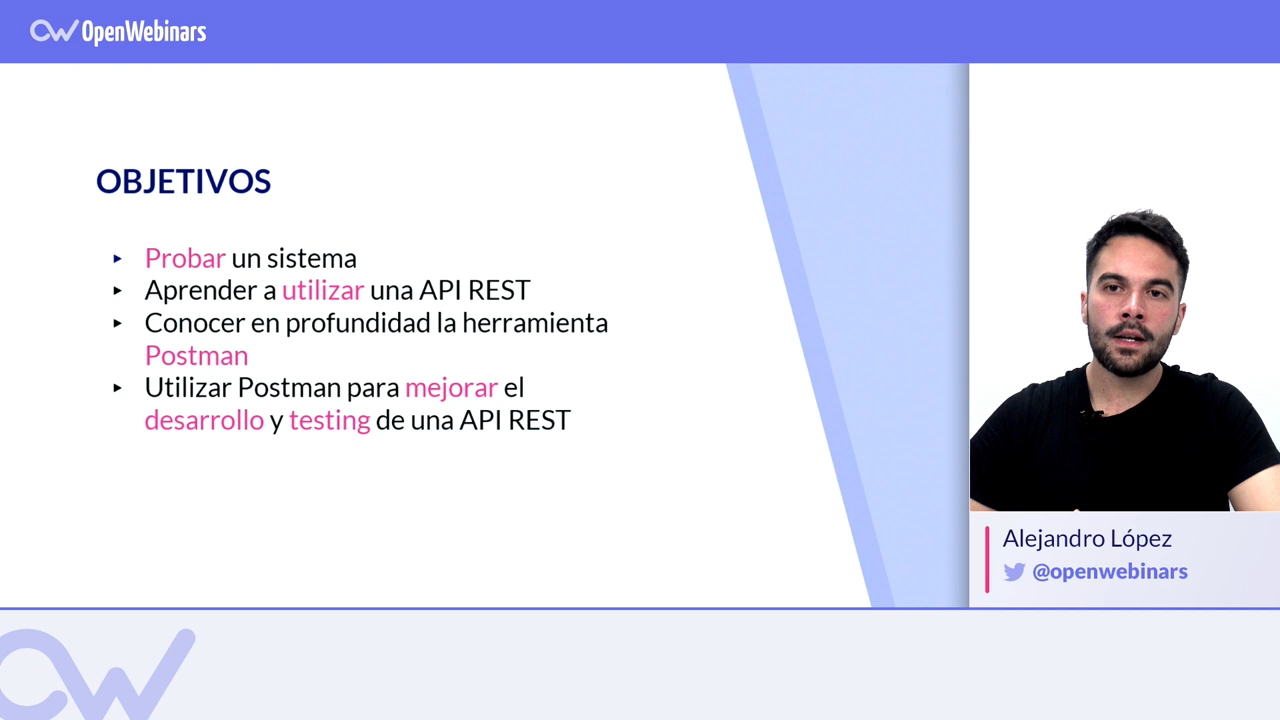 OpenWebinars
OBJETIVOS
▸ Probar un sistema
▸ Aprender a utilizar una API REST
▸ Conocer en profundidad la herramienta
Postman
▸ Utilizar Postman para mejorar el
desarrollo y testing de una API REST
Alejandro López
@openwebinars